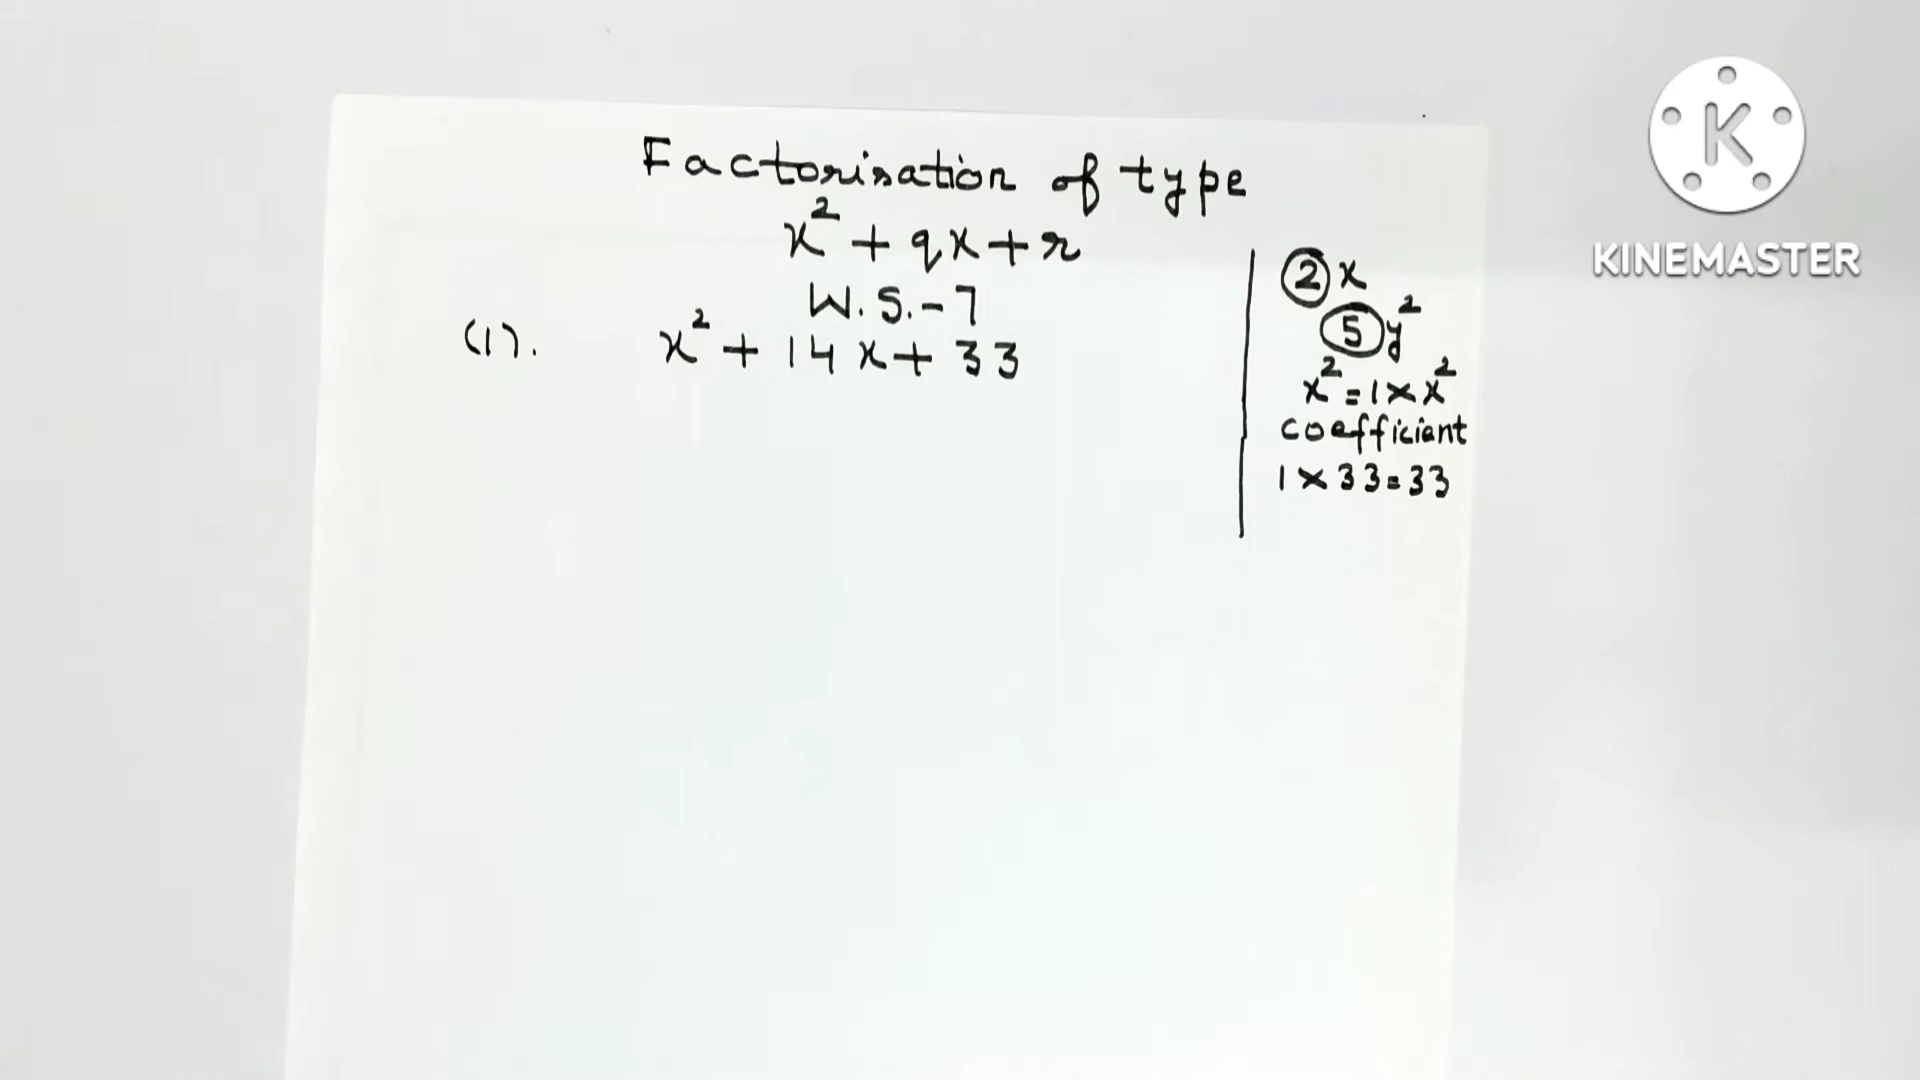 Factorisation of type
x² + qx + r
W.S.-7
(1). x² + 14x + 33
2x
5y²
x² = 1 × x²
coefficient
1 × 33 = 33
K
KINEMASTER